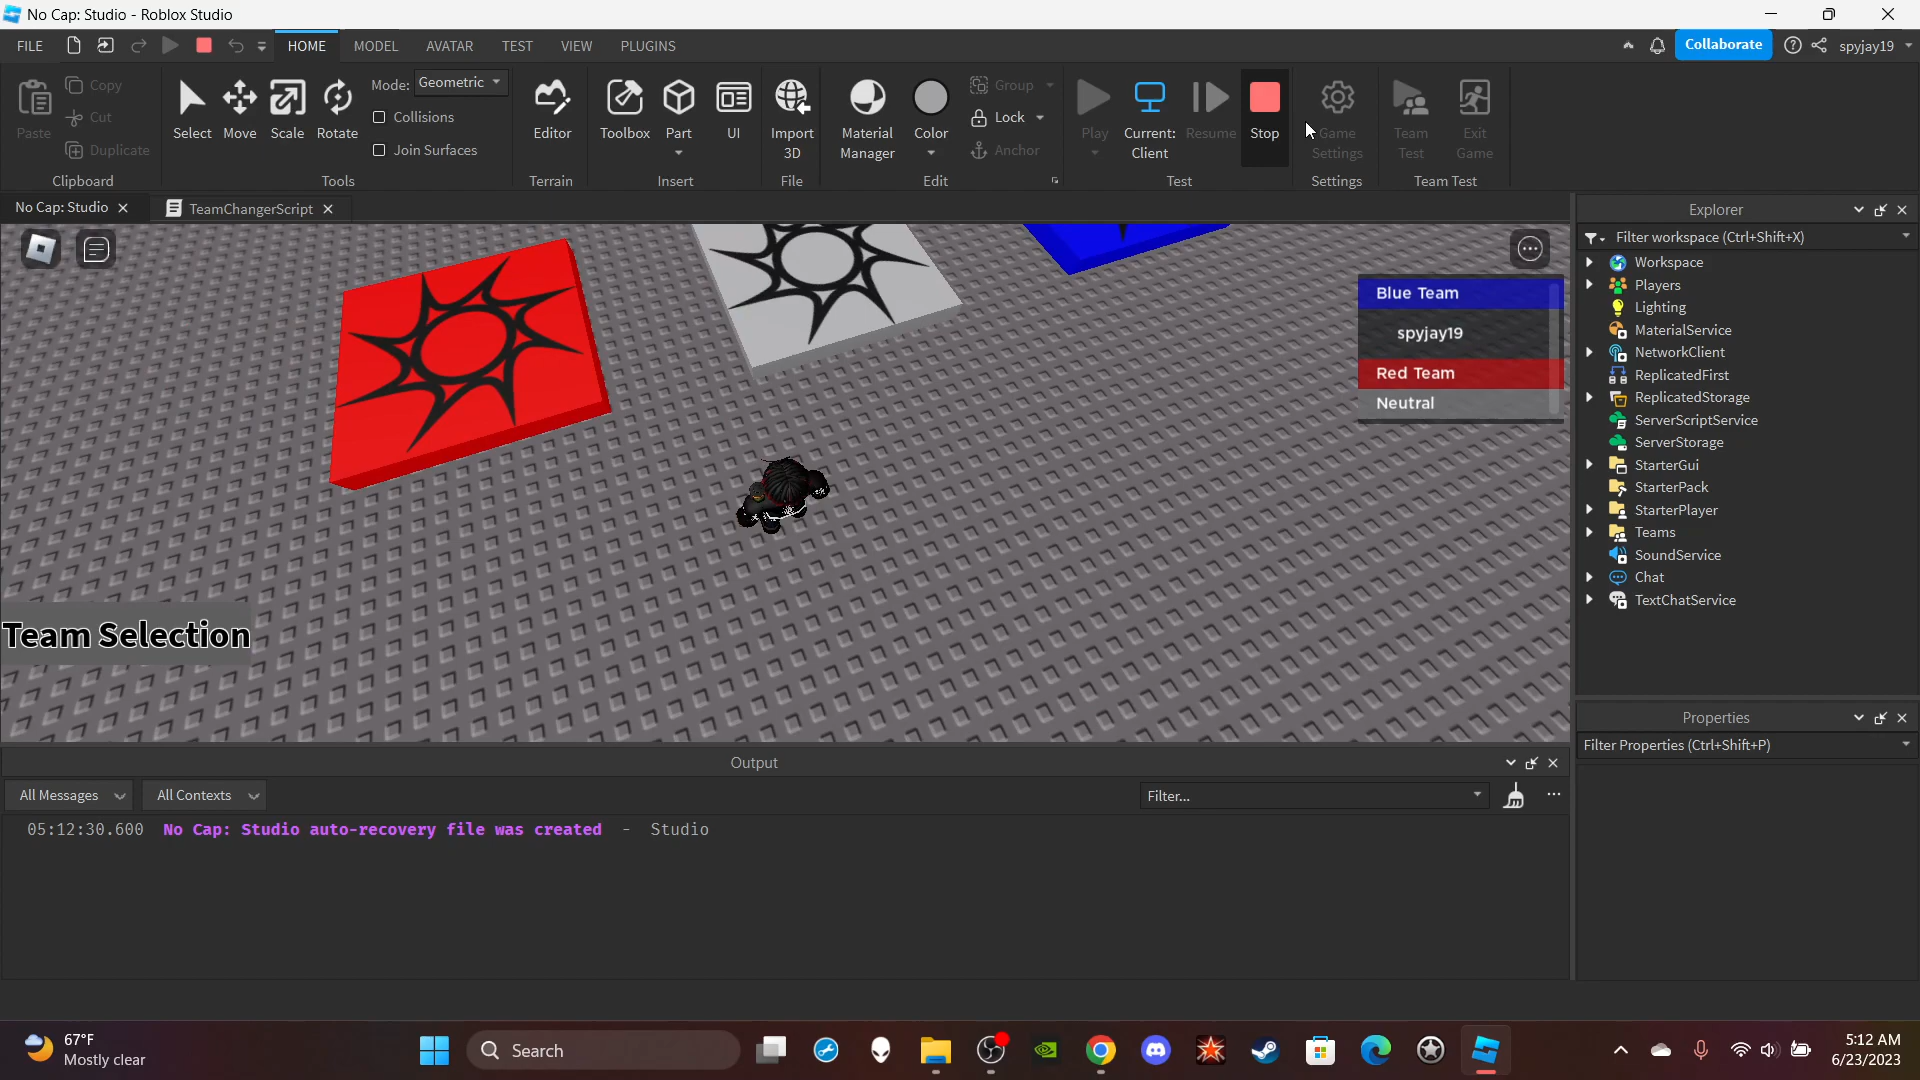 No Cap: Studio - Roblox Studio
FILE HOME MODEL AVATAR TEST VIEW PLUGINS Collaborate spyjay19
Paste
Copy
Cut
Duplicate
Clipboard
Select
Move
Scale
Rotate
Mode: Geometric
Collisions
Join Surfaces
Tools
Editor
Terrain
Toolbox
Part
UI
Insert
Import
3D
File
Material
Manager
Color
Group
Lock
Anchor
Edit
Play
Current:
Client
Resume
Stop
Test
Game
Settings
Settings
Team
Test
Exit
Game
Team Test
No Cap: Studio
TeamChangerScript
Blue Team
spyjay19
Red Team
Neutral
Team Selection
Explorer
Filter workspace (Ctrl+Shift+X)
Workspace
Players
Lighting
MaterialService
NetworkClient
ReplicatedFirst
ReplicatedStorage
ServerScriptService
ServerStorage
StarterGui
StarterPack
StarterPlayer
Teams
SoundService
Chat
TextChatService
Properties
Filter Properties (Ctrl+Shift+P)
Output
All Messages All Contexts Filter...
05:12:30.600 No Cap: Studio auto-recovery file was created - Studio
67°F
Mostly clear
Search
5:12 AM
6/23/2023